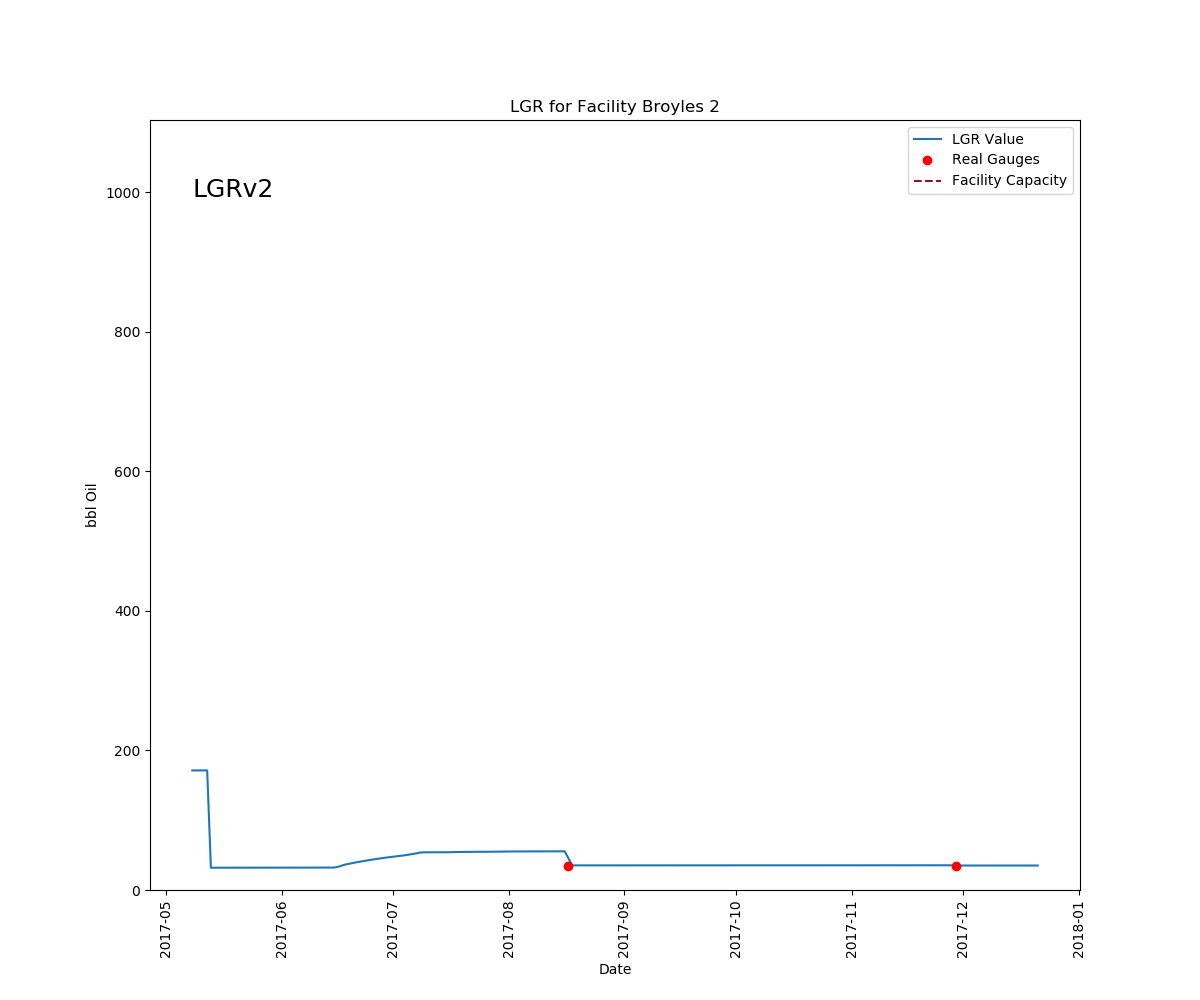 LGR for Facility Broyles 2
LGR Value
Real Gauges
Facility Capacity
LGRv2
1000
800
600
400
200
0
bbl Oil
2017-05
2017-06
2017-07
2017-08
2017-09
2017-10
2017-11
2017-12
2018-01
Date